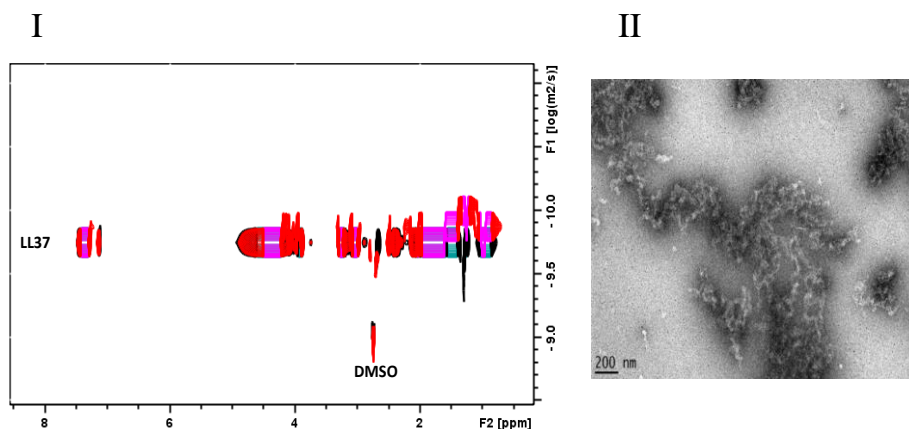 I
II
F1 [log(m2/s)]
- 10.0
LL37
- 9.5
- 9.0
DMSO
200 nm
8
6
4
2
F2 [ppm]